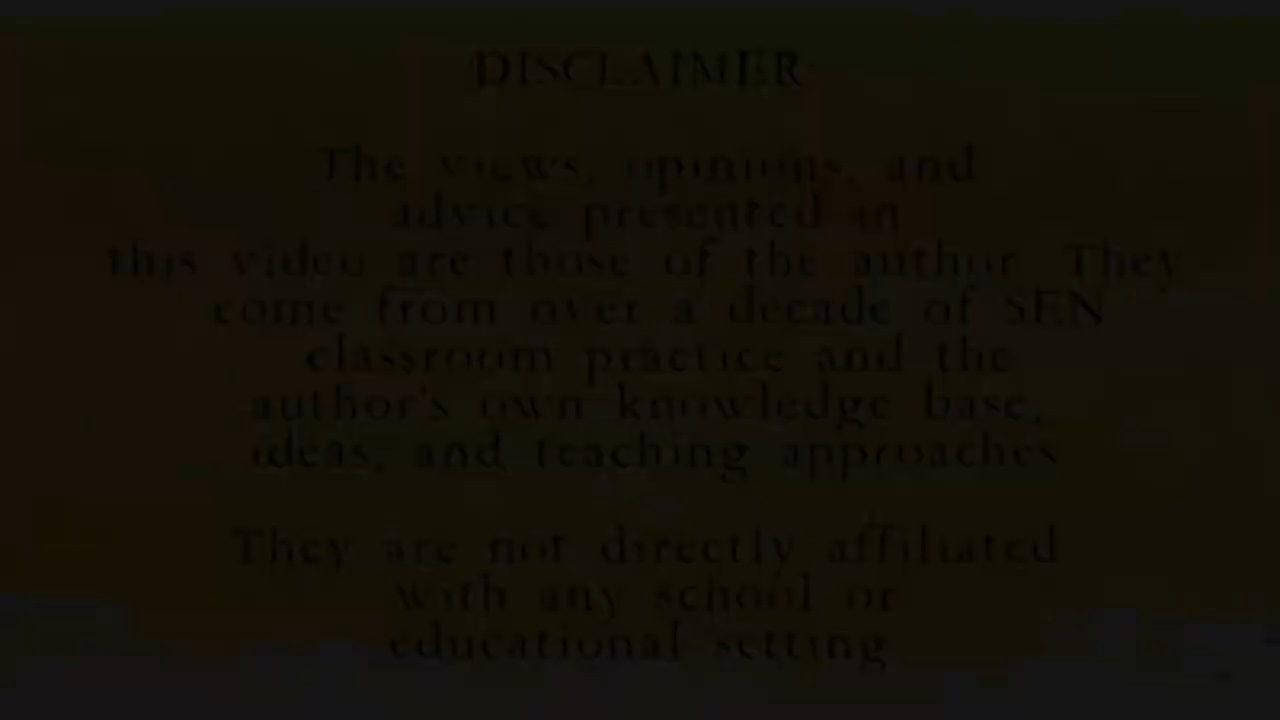 DISCLAIMER
The views, opinions, and
advice presented in
this video are those of the author. They
come from over a decade of SEN
classroom practice and the
author's own knowledge base,
ideas, and teaching approaches
They are not directly affiliated
with any school or
educational setting